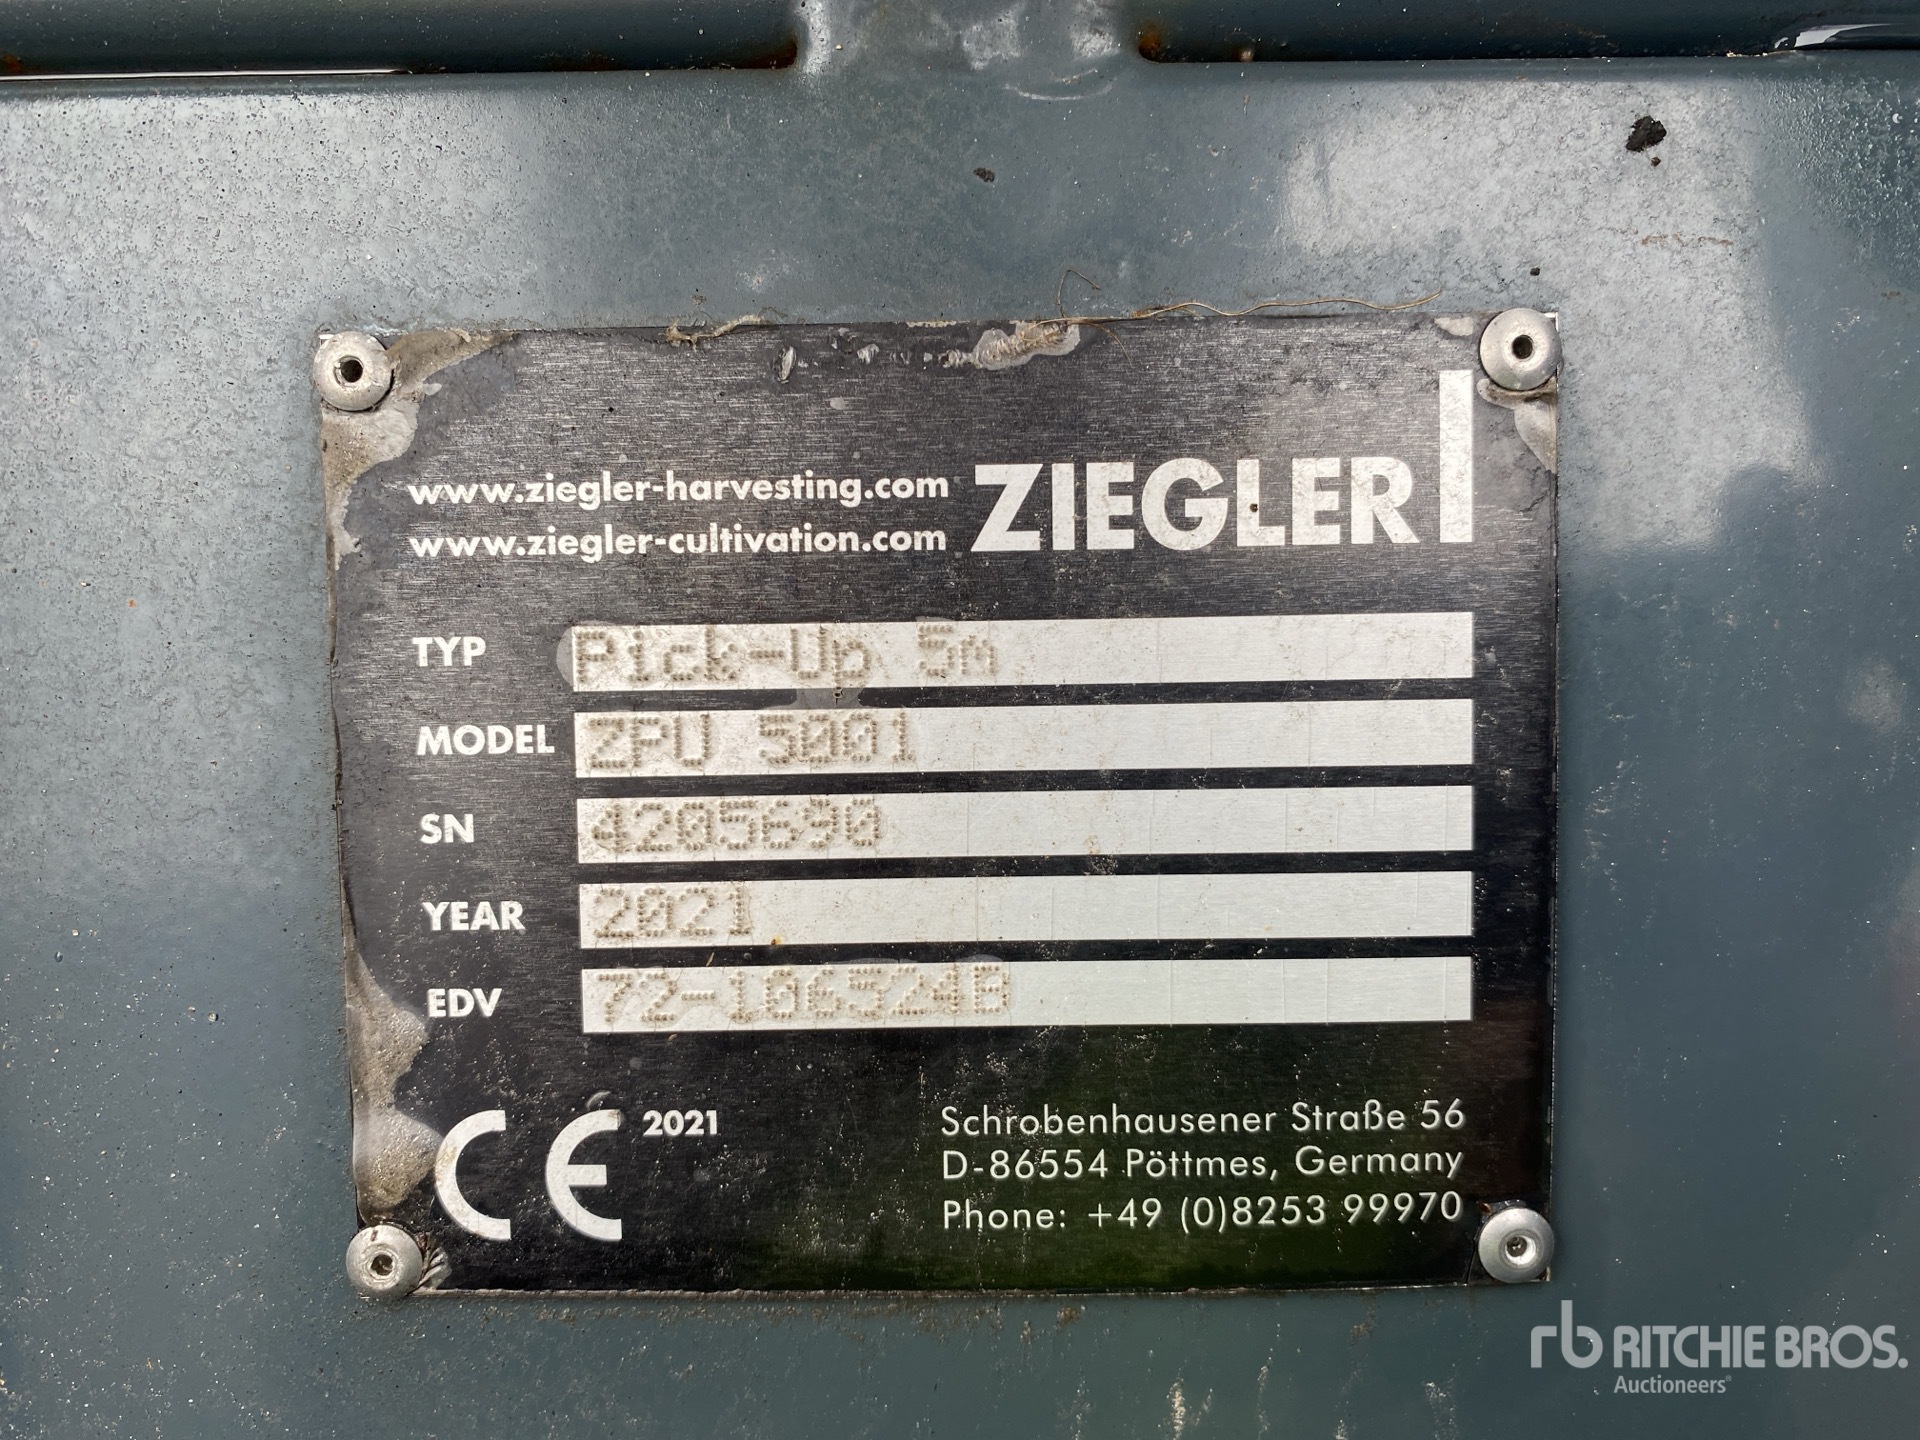 www.ziegler-harvesting.com
www.ziegler-cultivation.com
ZIEGLER
TYP Pick-Up 5m
MODEL ZPU 5001
SN 4205690
YEAR 2021
EDV 72-1063248
CE 2021
Schrobenhausener Straße 56
D-86554 Pöttmes, Germany
Phone: +49 (0)8253 99970
rb RITCHIE BROS.
Auctioneers®